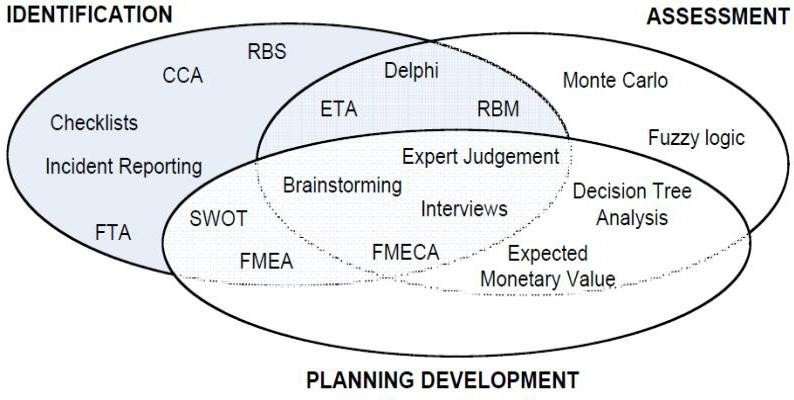 IDENTIFICATION
ASSESSMENT
RBS
CCA
Delphi
Monte Carlo
ETA
RBM
Checklists
Fuzzy logic
Incident Reporting
Expert Judgement
Brainstorming
Decision Tree
Analysis
Interviews
SWOT
FTA
FMEA
FMECA
Expected
Monetary Value
PLANNING DEVELOPMENT